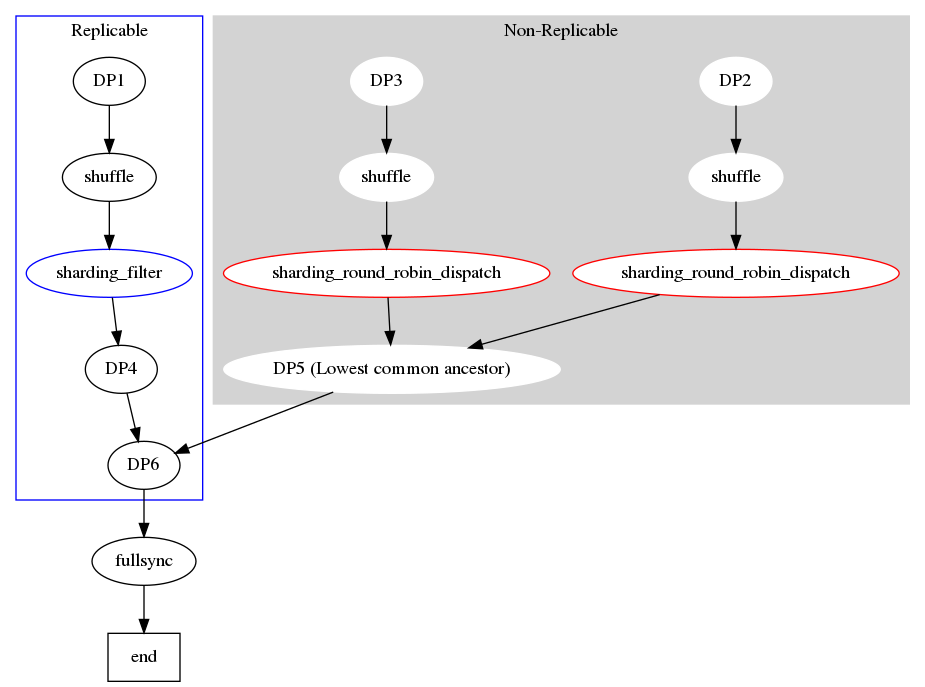 Replicable
DP1
shuffle
sharding_filter
DP4
DP6
fullsync
end
Non-Replicable
DP3
DP2
shuffle
shuffle
sharding_round_robin_dispatch
sharding_round_robin_dispatch
DP5 (Lowest common ancestor)